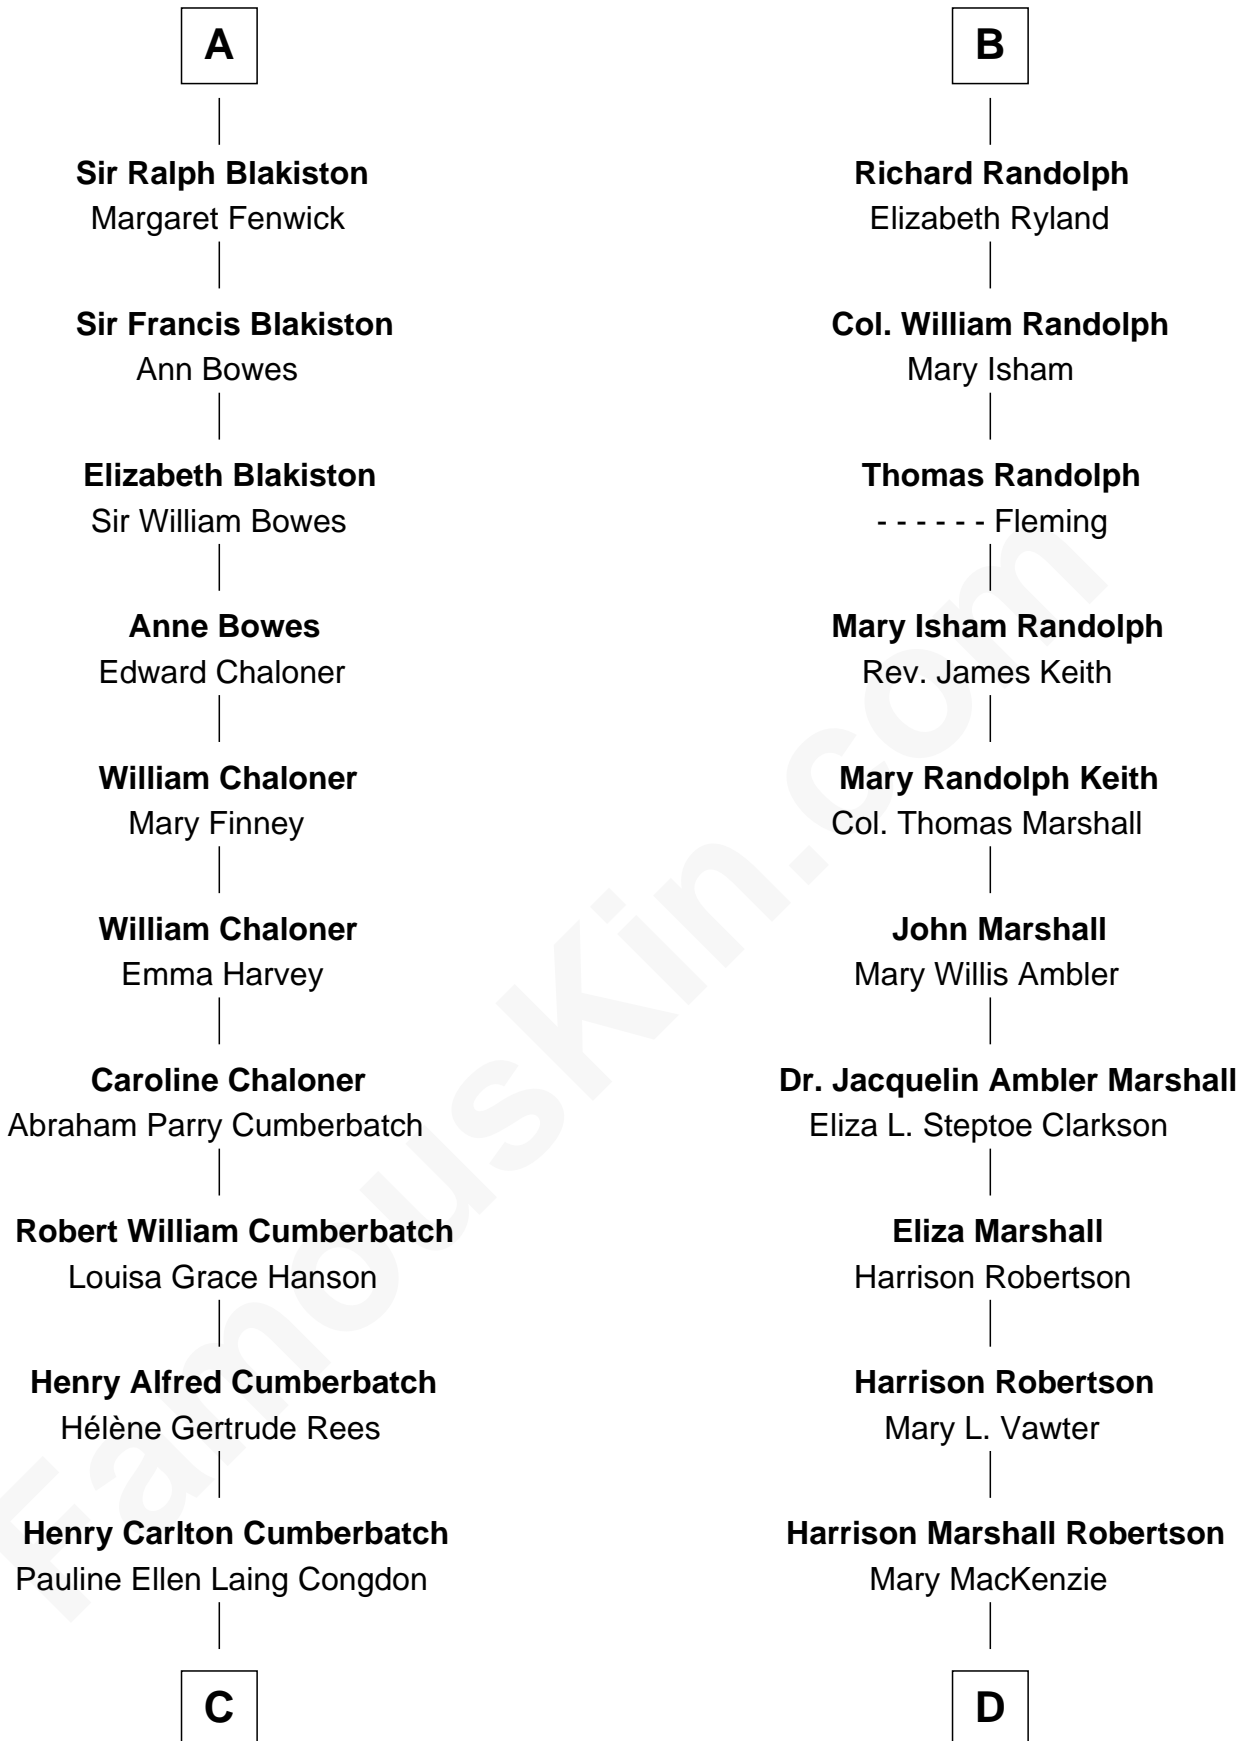 A
Sir Ralph Blakiston
Margaret Fenwick
Sir Francis Blakiston
Ann Bowes
Elizabeth Blakiston
Sir William Bowes
Anne Bowes
Edward Chaloner
William Chaloner
Mary Finney
William Chaloner
Emma Harvey
Caroline Chaloner
Abraham Parry Cumberbatch
Robert William Cumberbatch
Louisa Grace Hanson
Henry Alfred Cumberbatch
Hélène Gertrude Rees
Henry Carlton Cumberbatch
Pauline Ellen Laing Congdon
C
B
Richard Randolph
Elizabeth Ryland
Col. William Randolph
Mary Isham
Thomas Randolph
- - - - - - Fleming
Mary Isham Randolph
Rev. James Keith
Mary Randolph Keith
Col. Thomas Marshall
John Marshall
Mary Willis Ambler
Dr. Jacquelin Ambler Marshall
Eliza L. Steptoe Clarkson
Eliza Marshall
Harrison Robertson
Harrison Robertson
Mary L. Vawter
Harrison Marshall Robertson
Mary MacKenzie
D
FamousKin.com